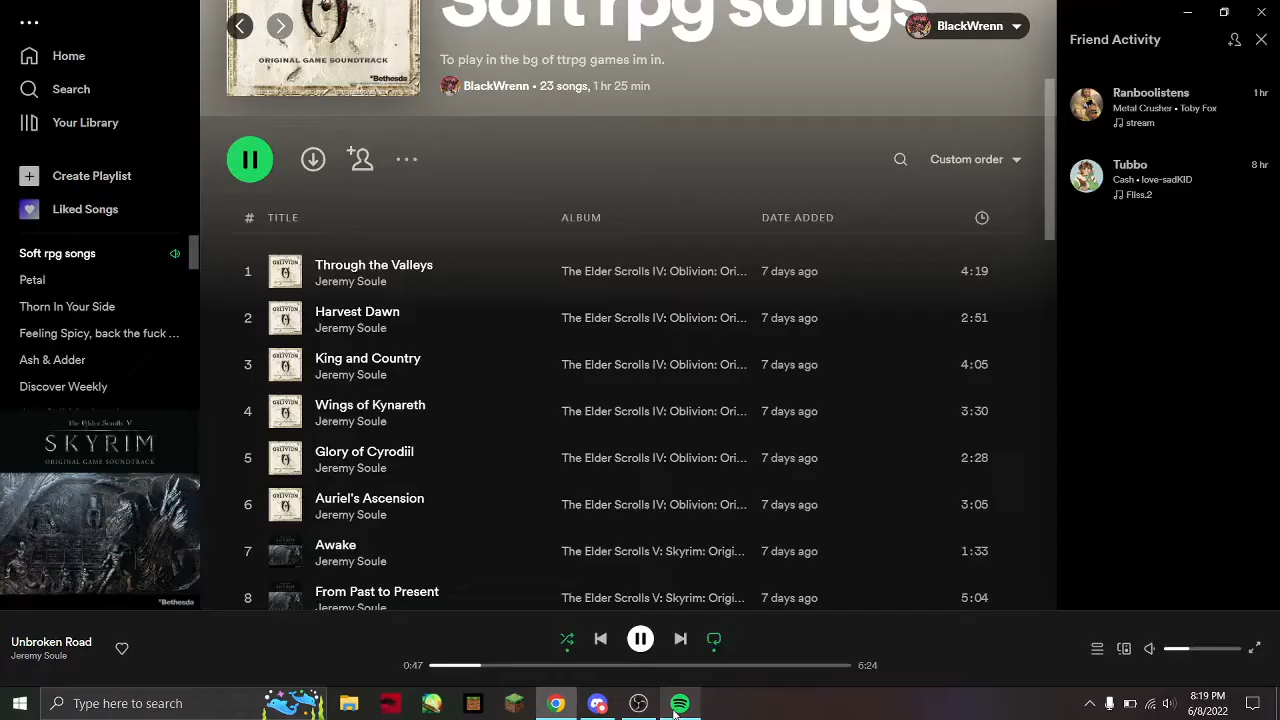 Soft rpg songs
BlackWrenn
ORIGINAL GAME SOUNDTRACK
Bethesda
To play in the bg of ttrpg games im in.
BlackWrenn • 23 songs, 1 hr 25 min
Home
Search
Your Library
Create Playlist
Liked Songs
Soft rpg songs
Petal
Thorn In Your Side
Feeling Spicy, back the fuck ...
Ash & Adder
Discover Weekly
The Elder Scrolls V
SKYRIM
ORIGINAL GAME SOUNDTRACK
Bethesda
Custom order
# TITLE ALBUM DATE ADDED
1 Through the Valleys The Elder Scrolls IV: Oblivion: Ori... 7 days ago 4:19
Jeremy Soule
2 Harvest Dawn The Elder Scrolls IV: Oblivion: Ori... 7 days ago 2:51
Jeremy Soule
3 King and Country The Elder Scrolls IV: Oblivion: Ori... 7 days ago 4:05
Jeremy Soule
4 Wings of Kynareth The Elder Scrolls IV: Oblivion: Ori... 7 days ago 3:30
Jeremy Soule
5 Glory of Cyrodiil The Elder Scrolls IV: Oblivion: Ori... 7 days ago 2:28
Jeremy Soule
6 Auriel's Ascension The Elder Scrolls IV: Oblivion: Ori... 7 days ago 3:05
Jeremy Soule
7 Awake The Elder Scrolls V: Skyrim: Origi... 7 days ago 1:33
Jeremy Soule
8 From Past to Present The Elder Scrolls V: Skyrim: Origi... 7 days ago 5:04
Jeremy Soule
Friend Activity
Ranboolistens 1 hr
Metal Crusher • Toby Fox
stream
Tubbo 8 hr
Cash • love-sadKID
FIlss.2
Unbroken Road
Jeremy Soule
0:47 6:24
Type here to search
8:19 PM
6/8/2022